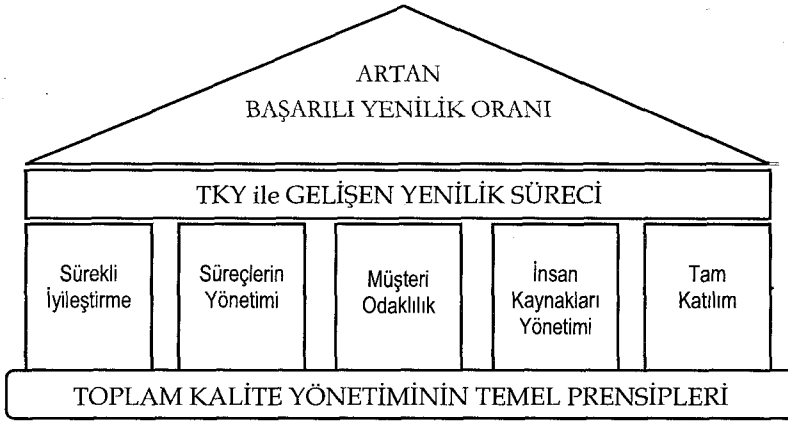 ARTAN
BAŞARILI YENİLİK ORANI
TKY ile GELİŞEN YENİLİK SÜRECİ
Sürekli
İyileştirme
Süreçlerin
Yönetimi
Müşteri
Odaklılık
İnsan
Kaynakları
Yönetimi
Tam
Katılım
TOPLAM KALİTE YÖNETİMİNİN TEMEL PRENSİPLERİ